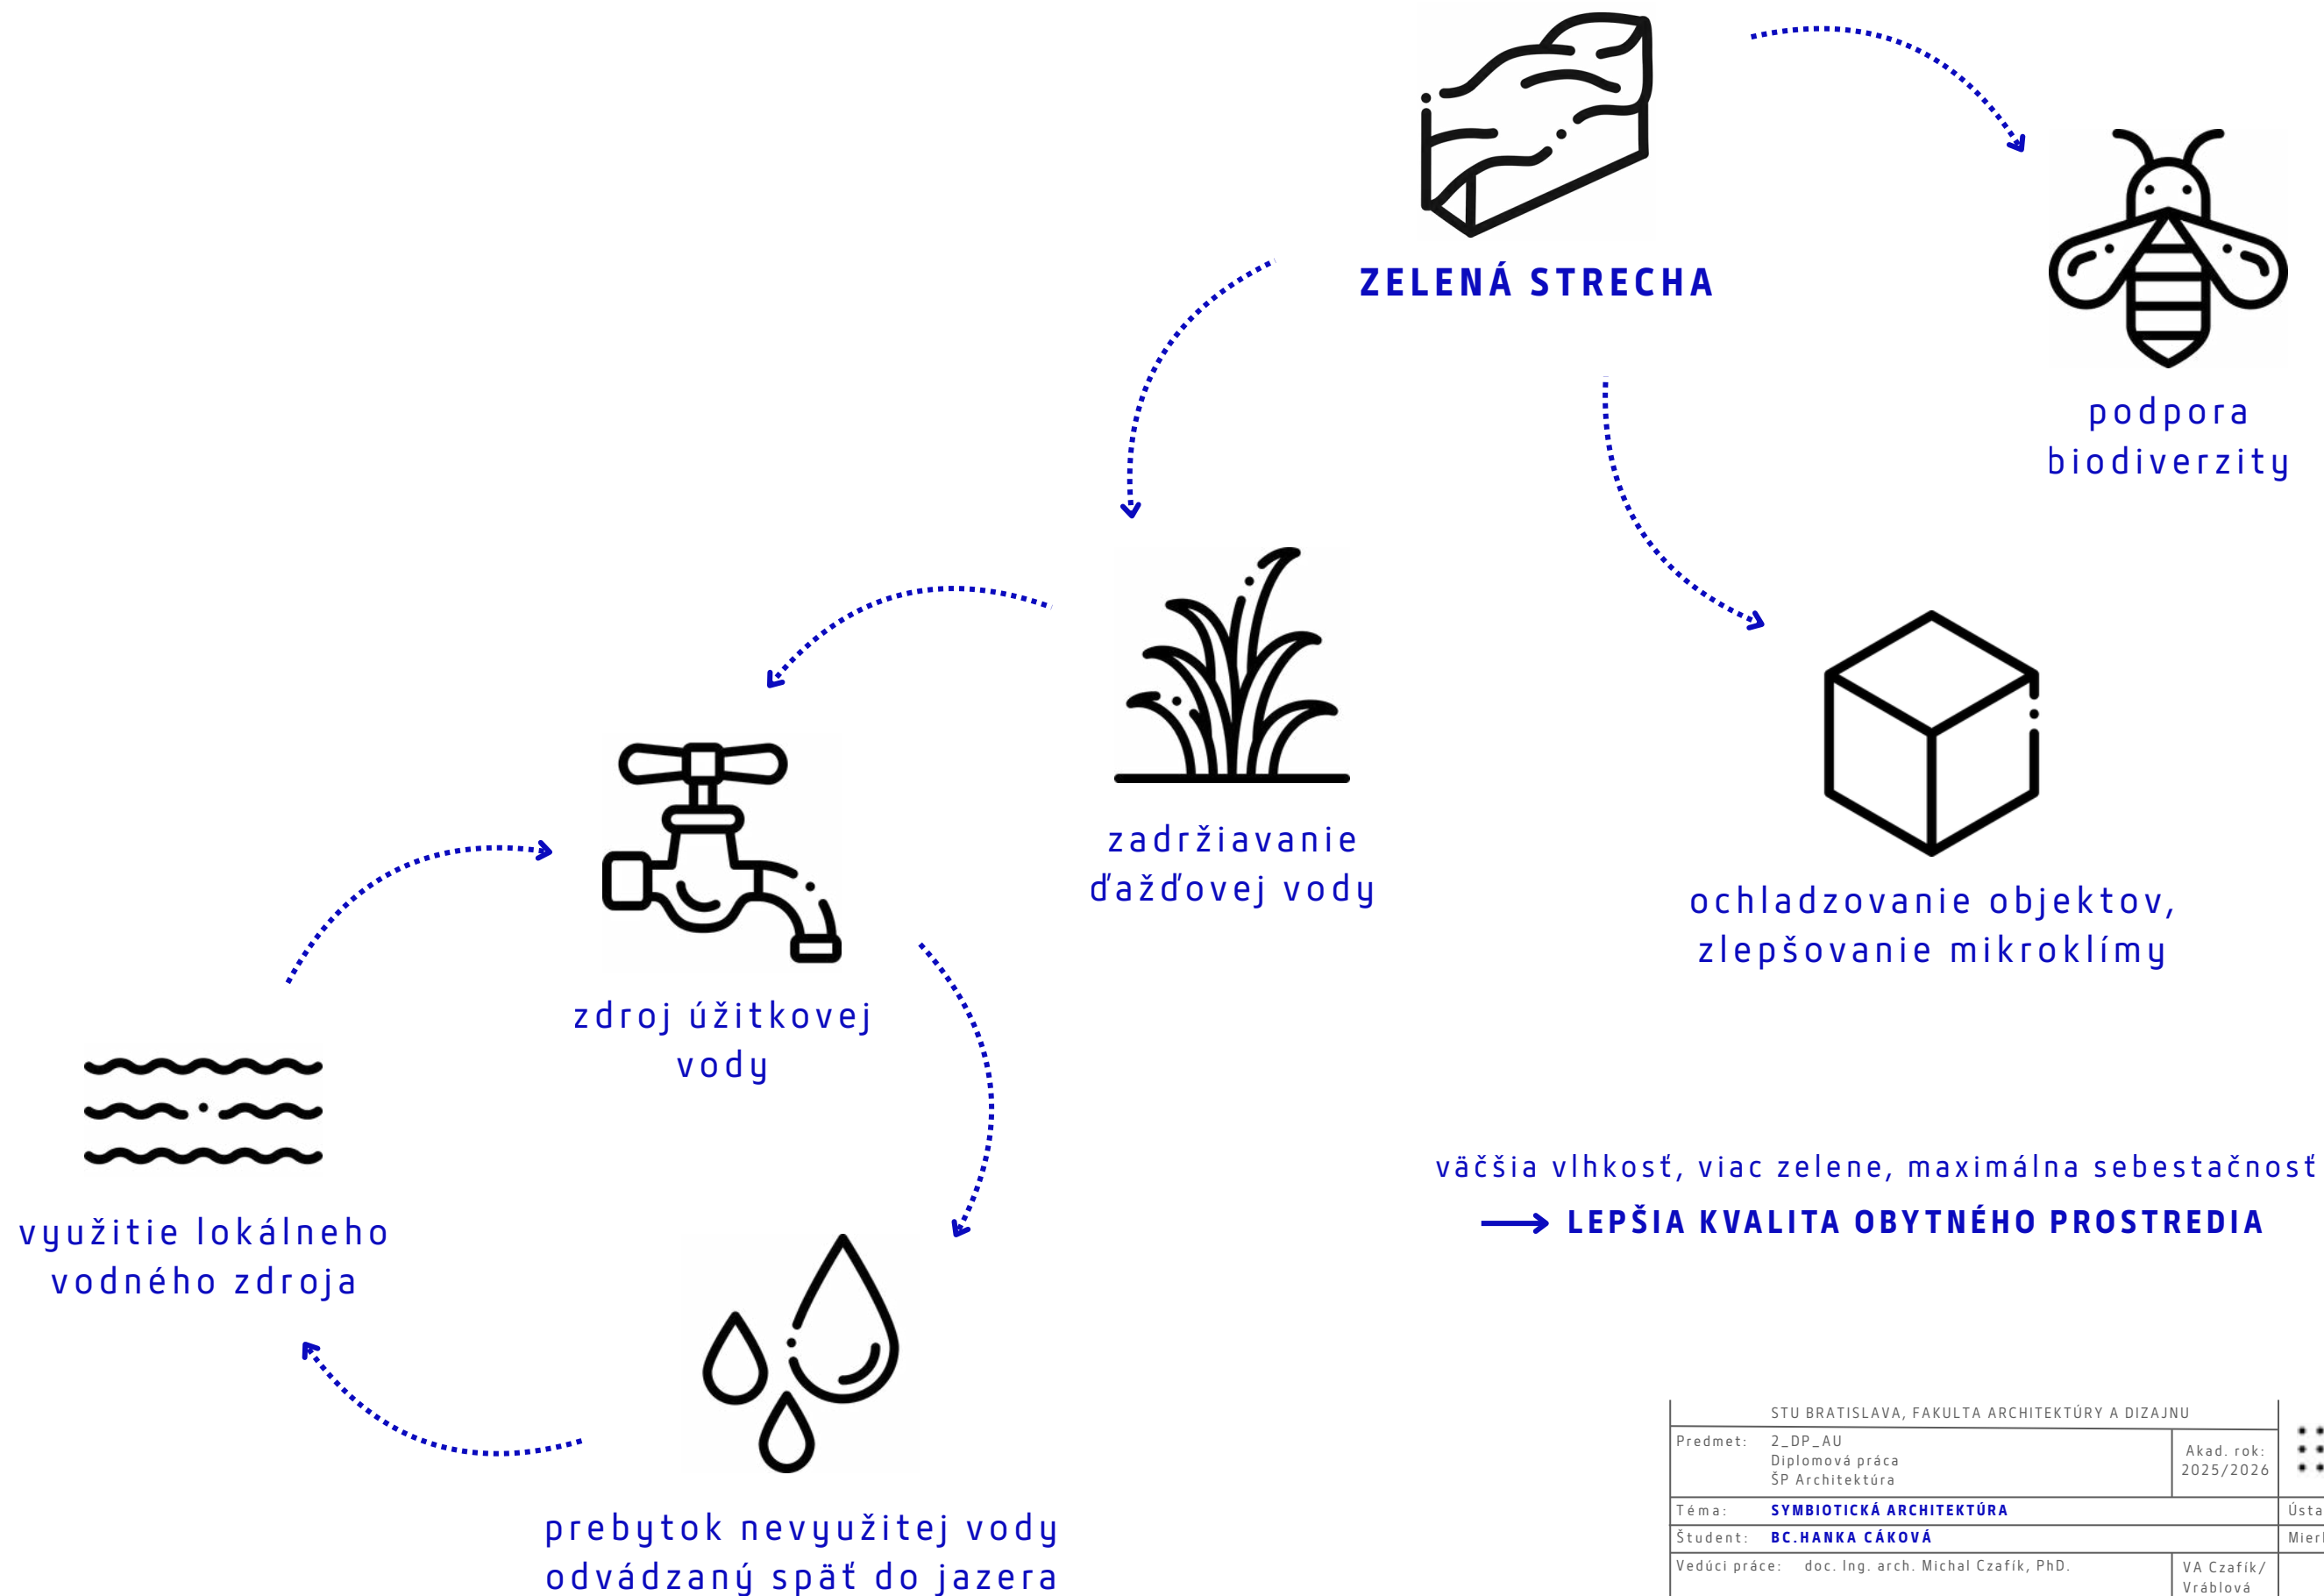 ZELENÁ STRECHA
podpora
biodiverzity
zadržiavanie
ďažďovej vody
ochladzovanie objektov,
zlepšovanie mikroklímy
zdroj úžitkovej
vody
využitie lokálneho
vodného zdroja
prebytok nevyužitej vody
odvádzaný späť do jazera
väčšia vlhkosť, viac zelene, maximálna sebestačnosť
LEPŠIA KVALITA OBYTNÉHO PROSTREDIA
STU BRATISLAVA, FAKULTA ARCHITEKTÚRY A DIZAJNU
Predmet: 2_DP_AU
Diplomová práca
ŠP Architektúra
Akad. rok:
2025/2026
Téma: SYMBIOTICKÁ ARCHITEKTÚRA
Študent: BC.HANKA CÁKOVÁ
Vedúci práce: doc. Ing. arch. Michal Czafík, PhD.
VA Czafík/
Vráblová